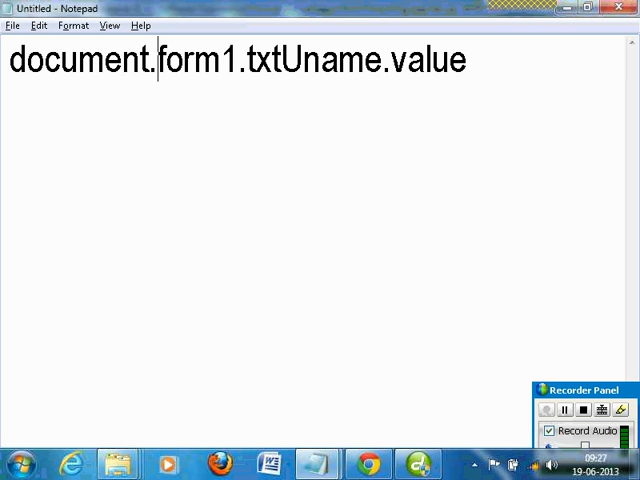 Untitled - Notepad
File Edit Format View Help
document.form1.txtUname.value
Recorder Panel
Record Audio
09:27
19-06-2013